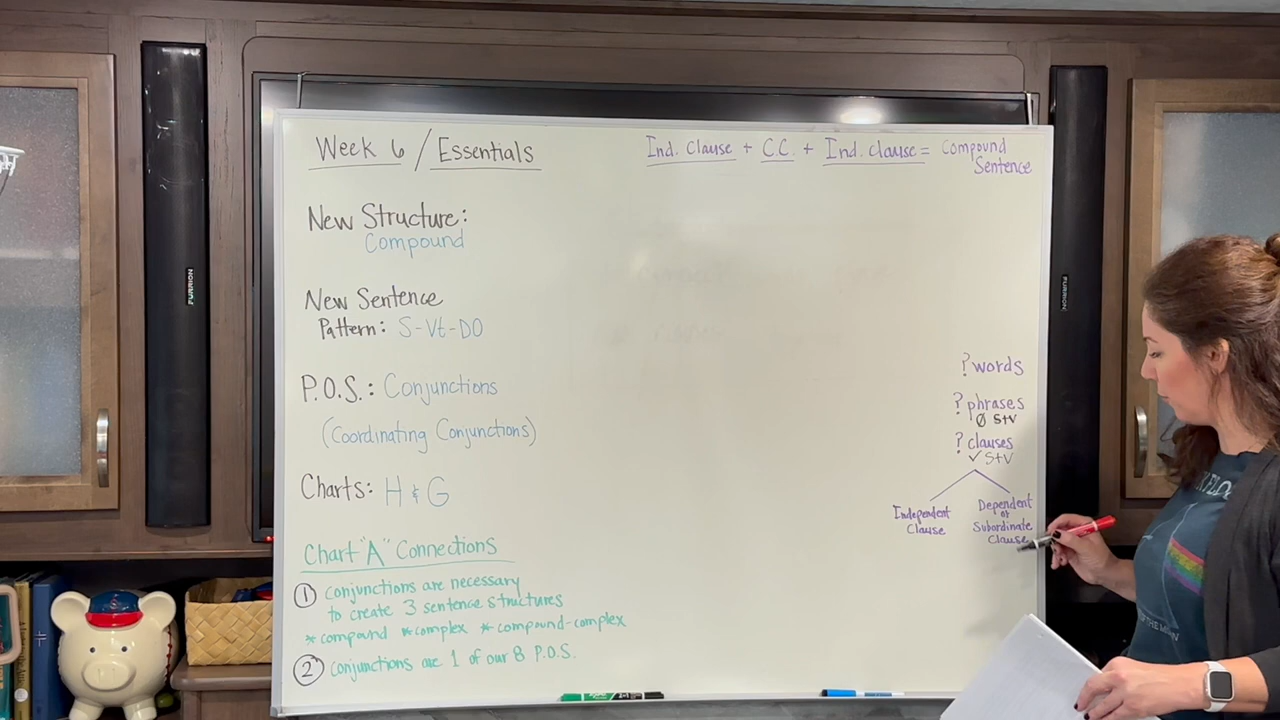 Week 6 / Essentials
Ind. Clause + C.C. + Ind. clause = Compound
Sentence
New Structure:
Compound
New Sentence
Pattern: S-Vt-DO
P.O.S.: Conjunctions
(Coordinating Conjunctions)
Charts: H & G
Chart "A" Connections
① conjunctions are necessary
to create 3 sentence structures
* compound * complex * compound-complex
② conjunctions are 1 of our 8 P.O.S.
? words
? phrases
Ø S+V
? clauses
✓ S+V
Independent
Clause
Dependent
or
Subordinate
Clause
FURRION
FURRION